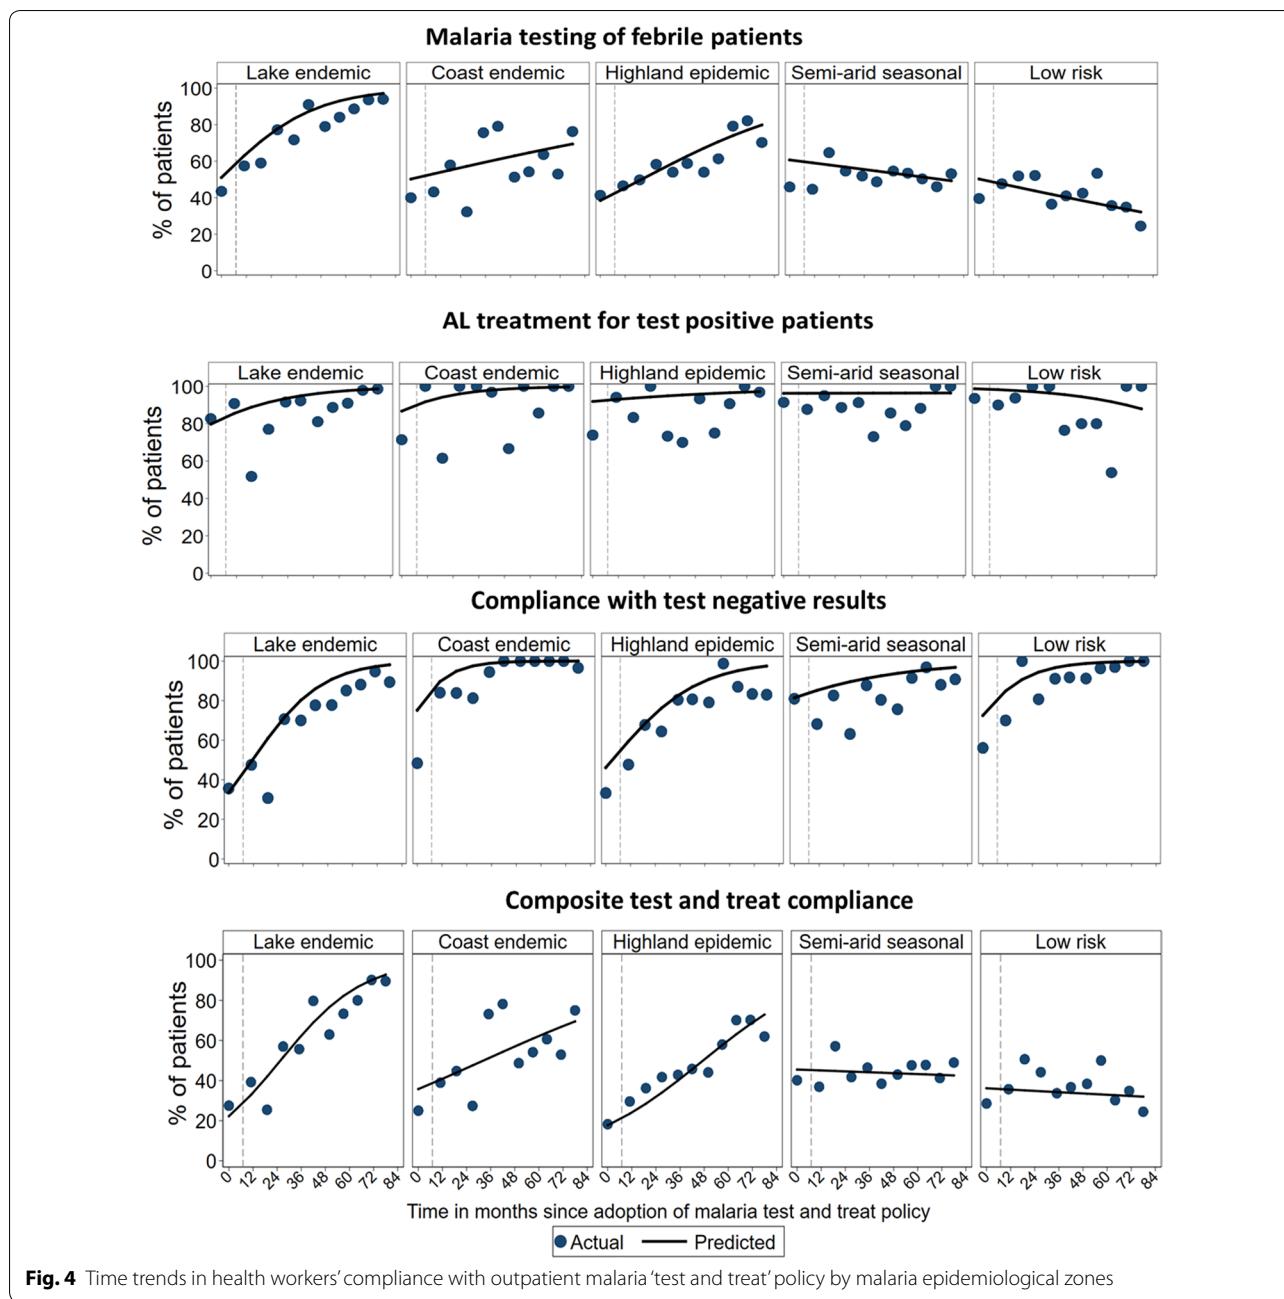 Malaria testing of febrile patients
Lake endemic Coast endemic Highland epidemic Semi-arid seasonal Low risk
% of patients
100
80
60
40
20
0
AL treatment for test positive patients
Lake endemic Coast endemic Highland epidemic Semi-arid seasonal Low risk
% of patients
100
80
60
40
20
0
Compliance with test negative results
Lake endemic Coast endemic Highland epidemic Semi-arid seasonal Low risk
% of patients
100
80
60
40
20
0
Composite test and treat compliance
Lake endemic Coast endemic Highland epidemic Semi-arid seasonal Low risk
% of patients
100
80
60
40
20
0
0 12 24 36 48 60 72 84 0 12 24 36 48 60 72 84 0 12 24 36 48 60 72 84 0 12 24 36 48 60 72 84 0 12 24 36 48 60 72 84
Time in months since adoption of malaria test and treat policy
Actual Predicted
Fig. 4 Time trends in health workers' compliance with outpatient malaria 'test and treat' policy by malaria epidemiological zones